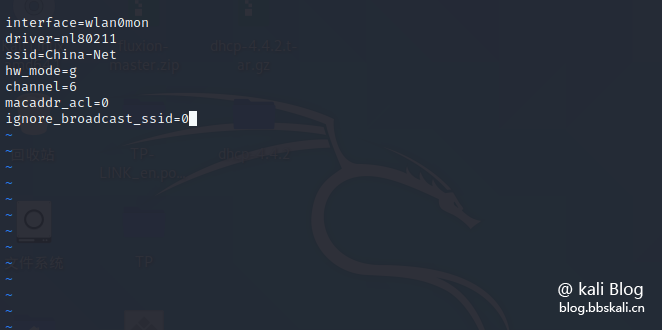 interface=wlan0mon
driver=nl80211
ssid=China-Net
hw_mode=g
channel=6
macaddr_acl=0
ignore_broadcast_ssid=0
~
~
~
~
~
~
~
~
~
~
~
~
~
@ kali Blog
blog.bbskali.cn